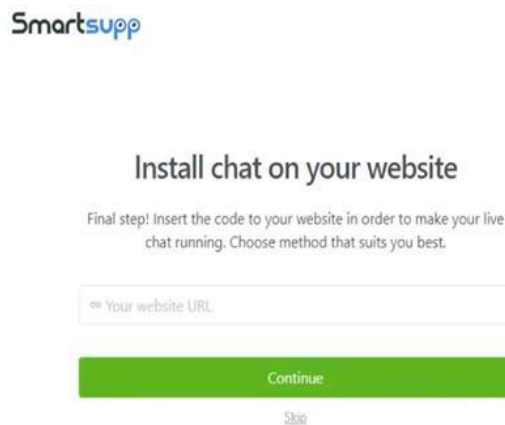 Smartsupp
Install chat on your website
Final step! Insert the code to your website in order to make your live
chat running. Choose method that suits you best.
Your website URL
Continue
Skip